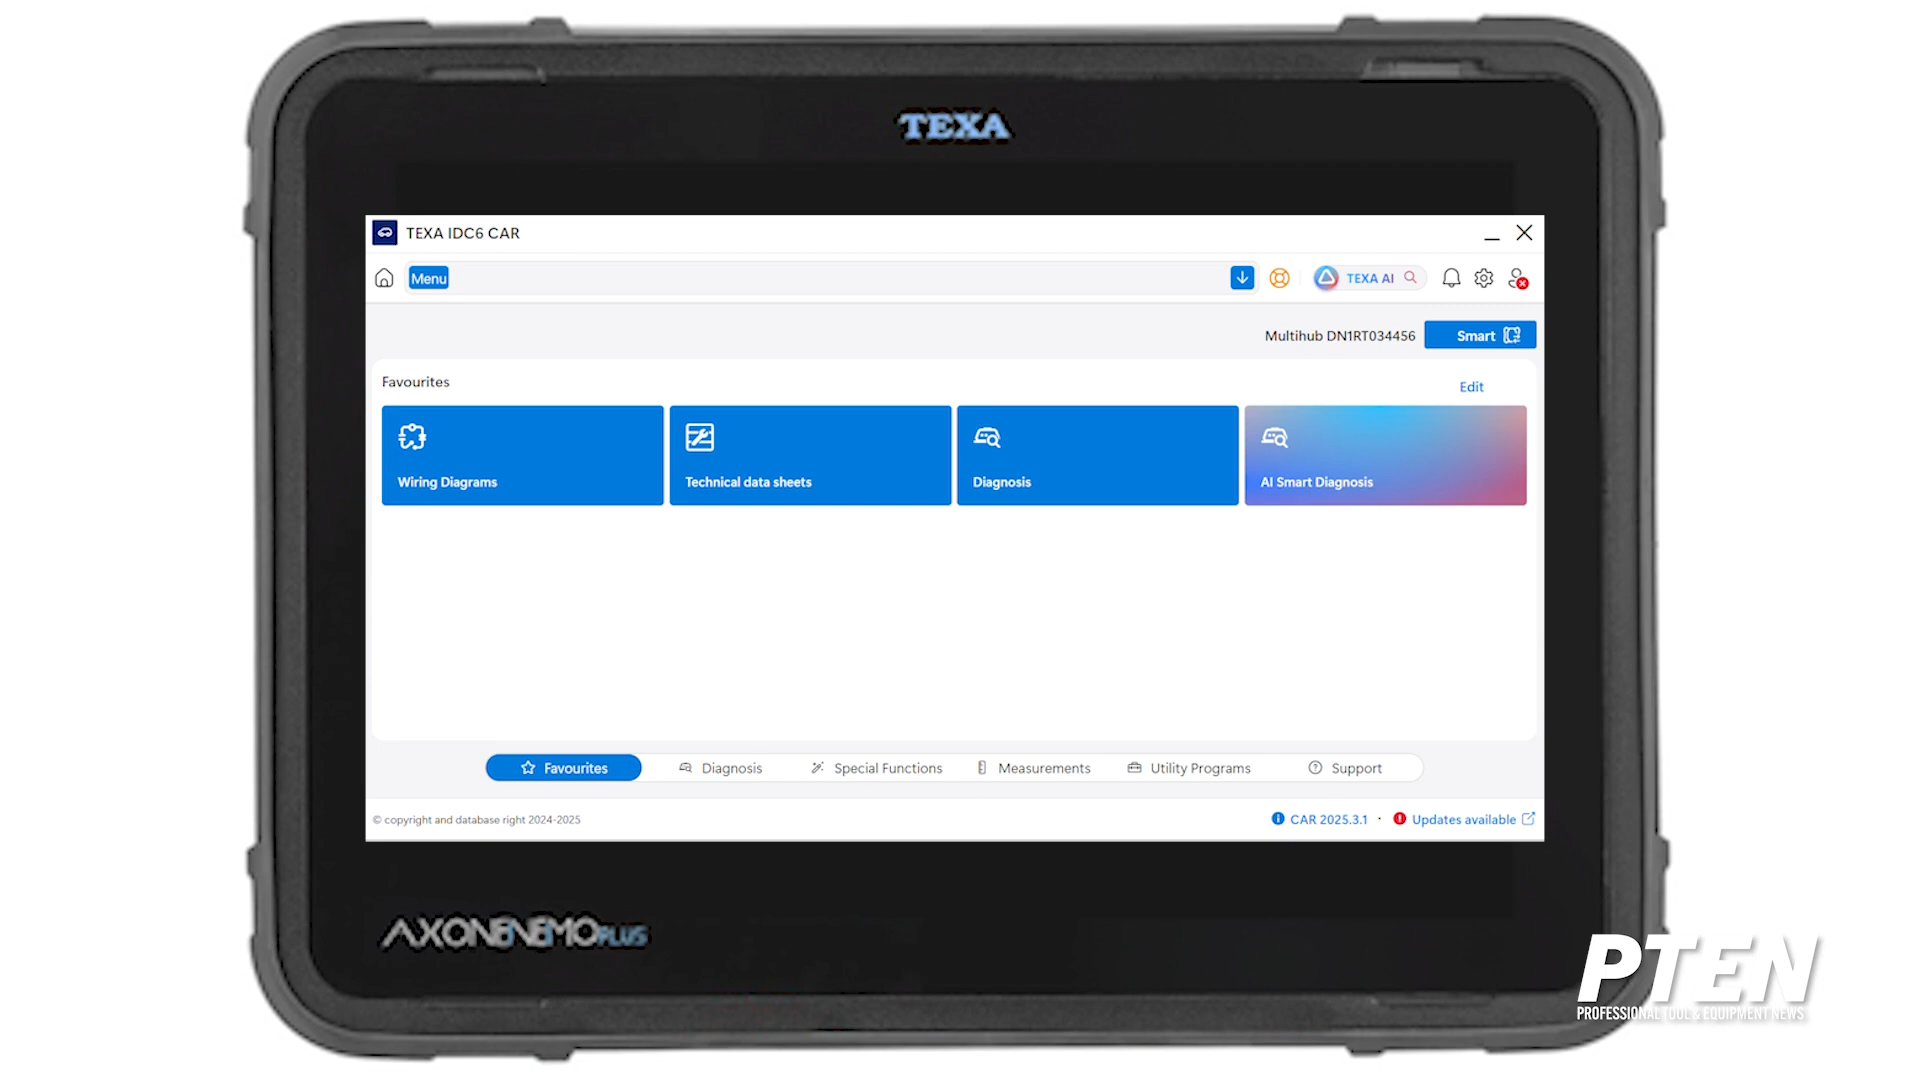 TEXA
TEXA IDC6 CAR
Menu
TEXA AI
Multihub DN1RT034456
Smart
Favourites
Edit
Wiring Diagrams
Technical data sheets
Diagnosis
AI Smart Diagnosis
Favourites
Diagnosis
Special Functions
Measurements
Utility Programs
Support
© copyright and database right 2024-2025
CAR 2025.3.1 · Updates available
AXONE NEMO PLUS
PTEN
PROFESSIONAL TOOL & EQUIPMENT NEWS